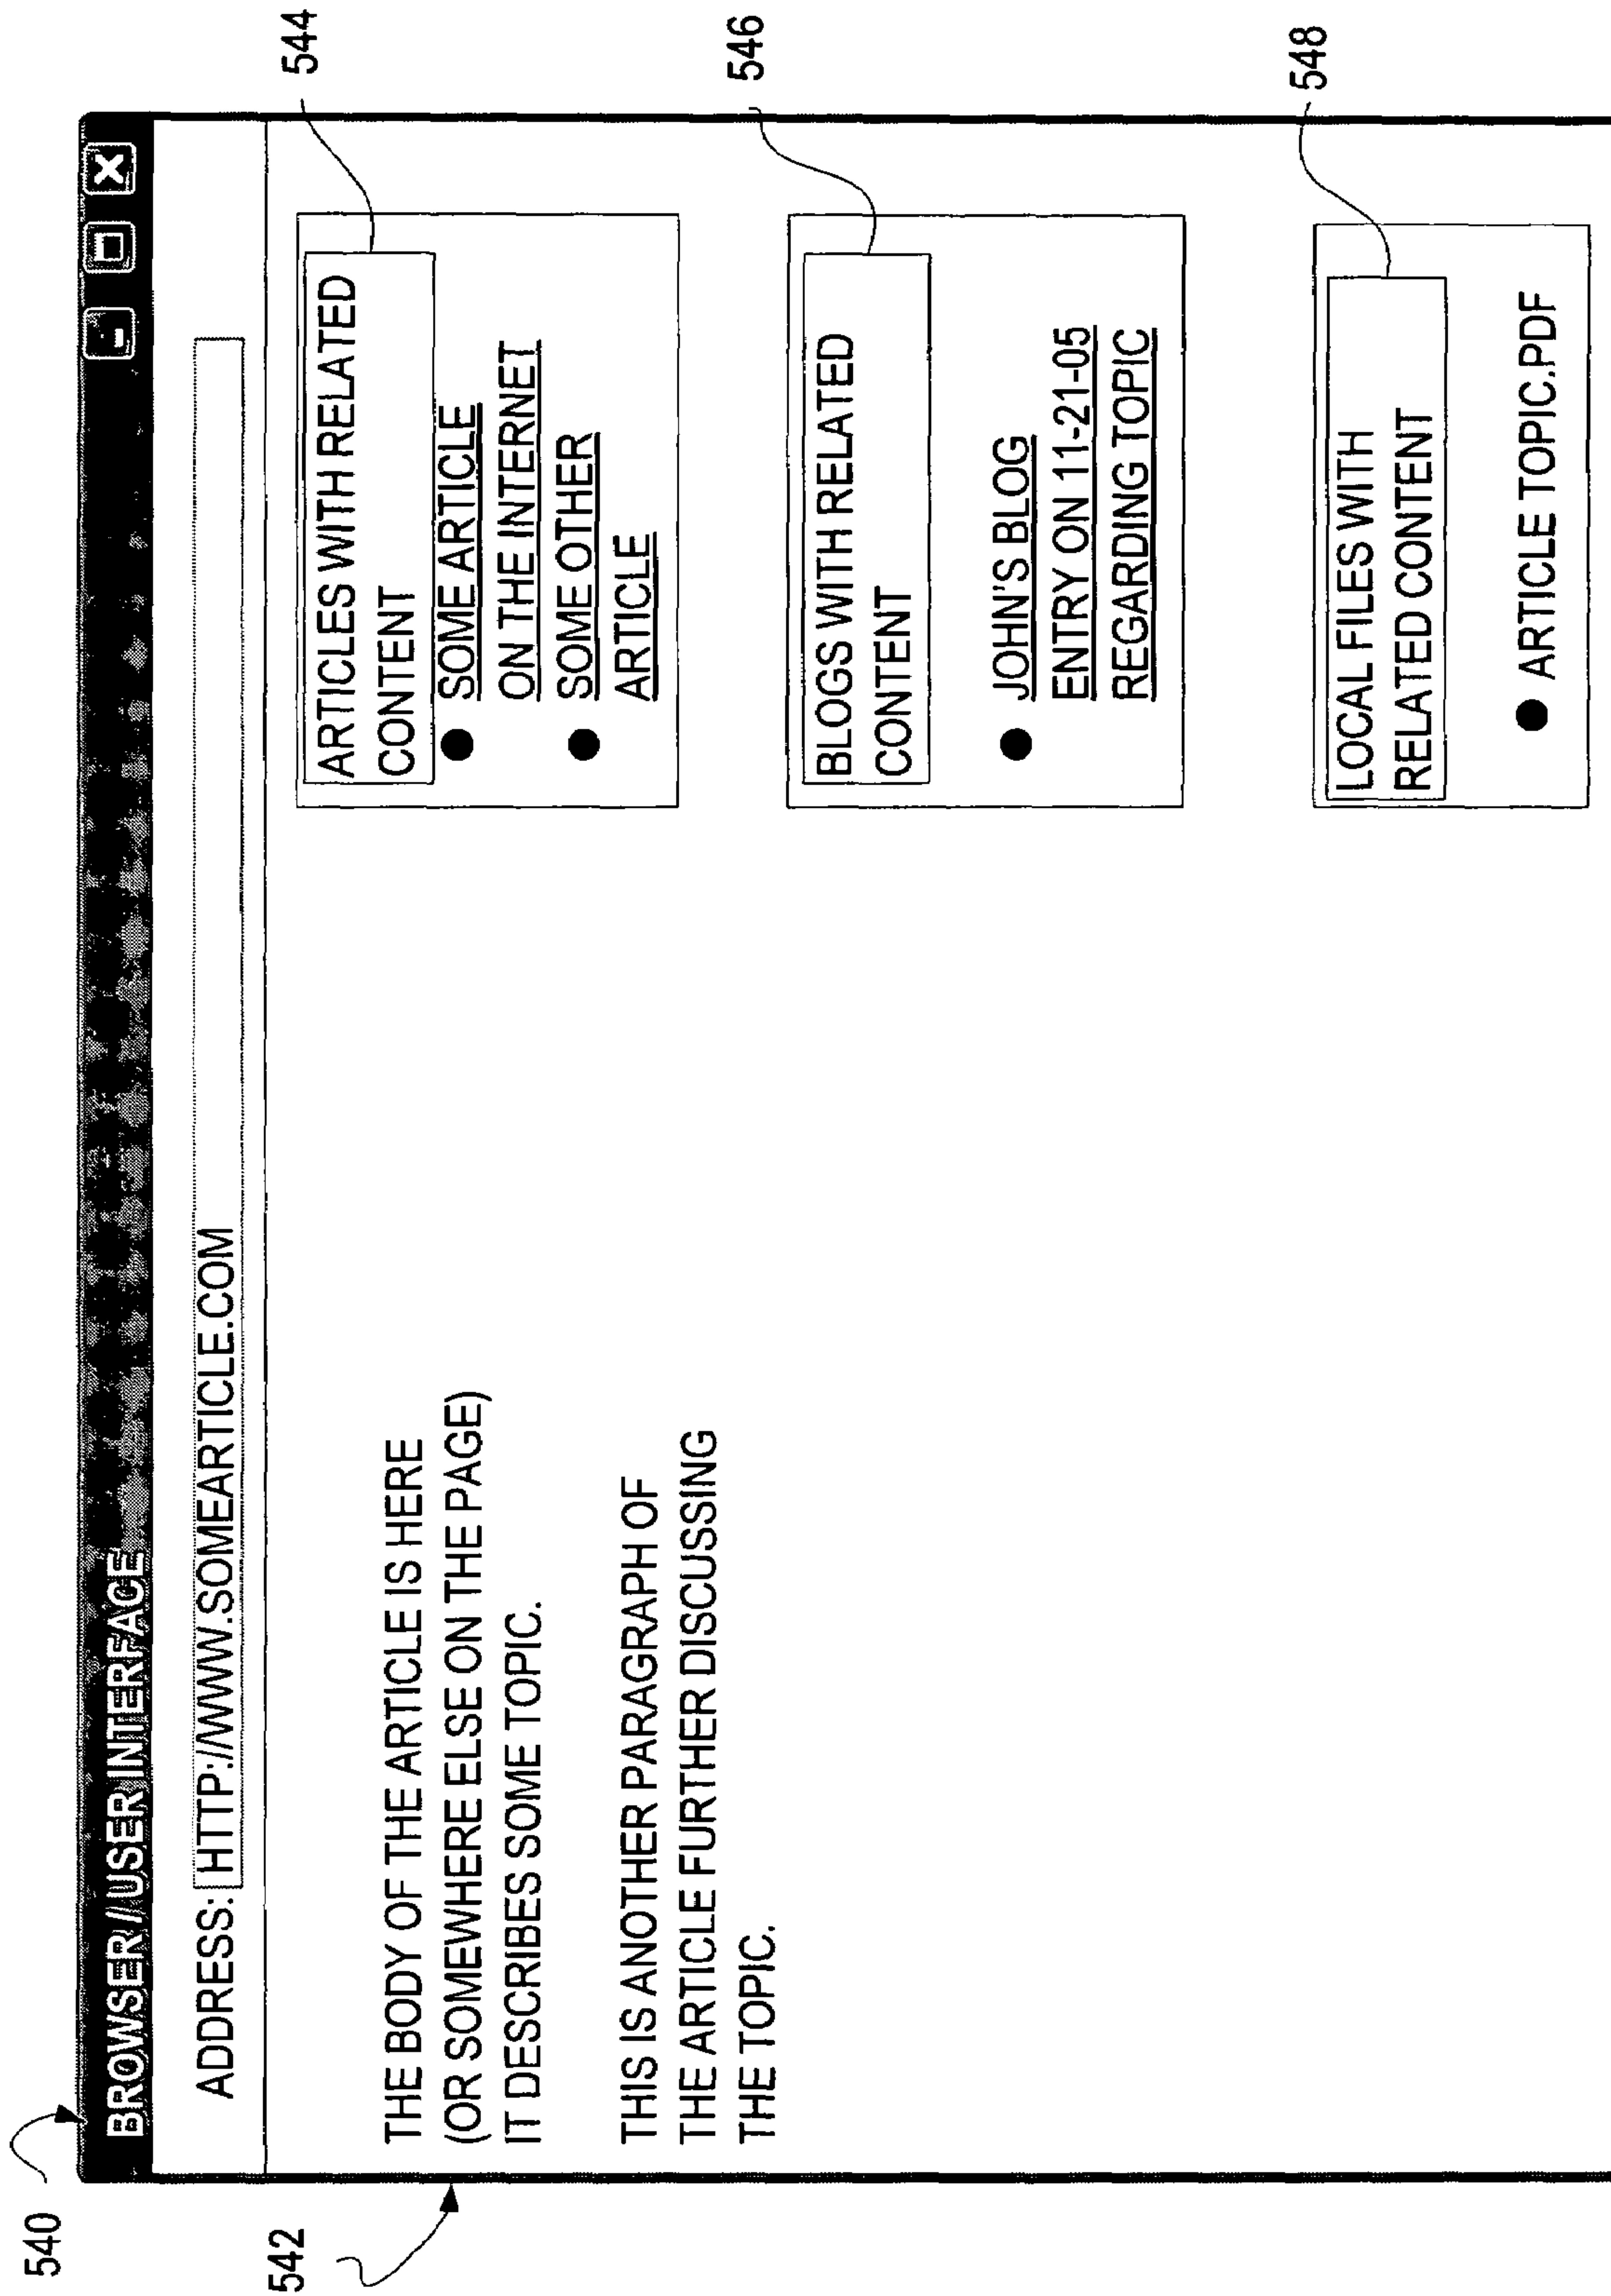 540
BROWSER / USER INTERFACE
ADDRESS: HTTP://WWW.SOMEARTICLE.COM
542
THE BODY OF THE ARTICLE IS HERE
(OR SOMEWHERE ELSE ON THE PAGE)
IT DESCRIBES SOME TOPIC.
THIS IS ANOTHER PARAGRAPH OF
THE ARTICLE FURTHER DISCUSSING
THE TOPIC.
544
ARTICLES WITH RELATED
CONTENT
● SOME ARTICLE
ON THE INTERNET
● SOME OTHER
ARTICLE
546
BLOGS WITH RELATED
CONTENT
● JOHN'S BLOG
ENTRY ON 11-21-05
REGARDING TOPIC
548
LOCAL FILES WITH
RELATED CONTENT
● ARTICLE TOPIC.PDF